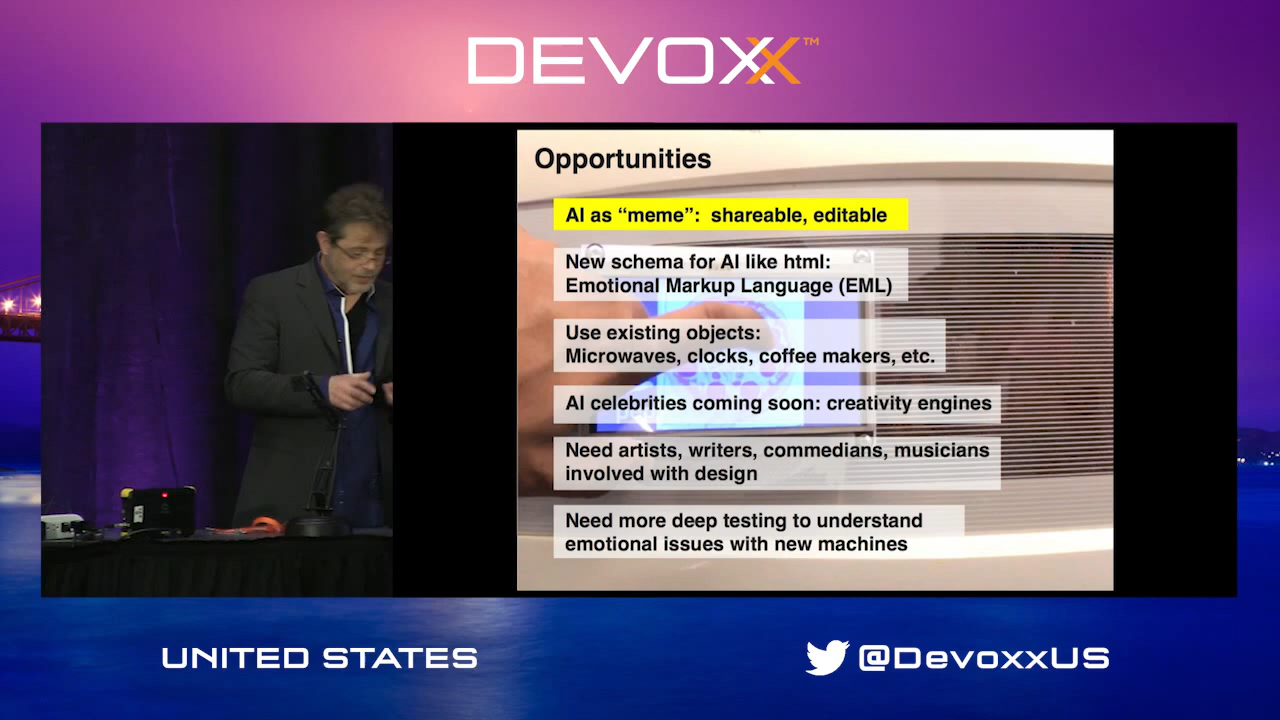 DEVOXX™
Opportunities
AI as “meme”: shareable, editable
New schema for AI like html:
Emotional Markup Language (EML)
Use existing objects:
Microwaves, clocks, coffee makers, etc.
AI celebrities coming soon: creativity engines
Need artists, writers, commedians, musicians
involved with design
Need more deep testing to understand
emotional issues with new machines
UNITED STATES
@DevoxxUS